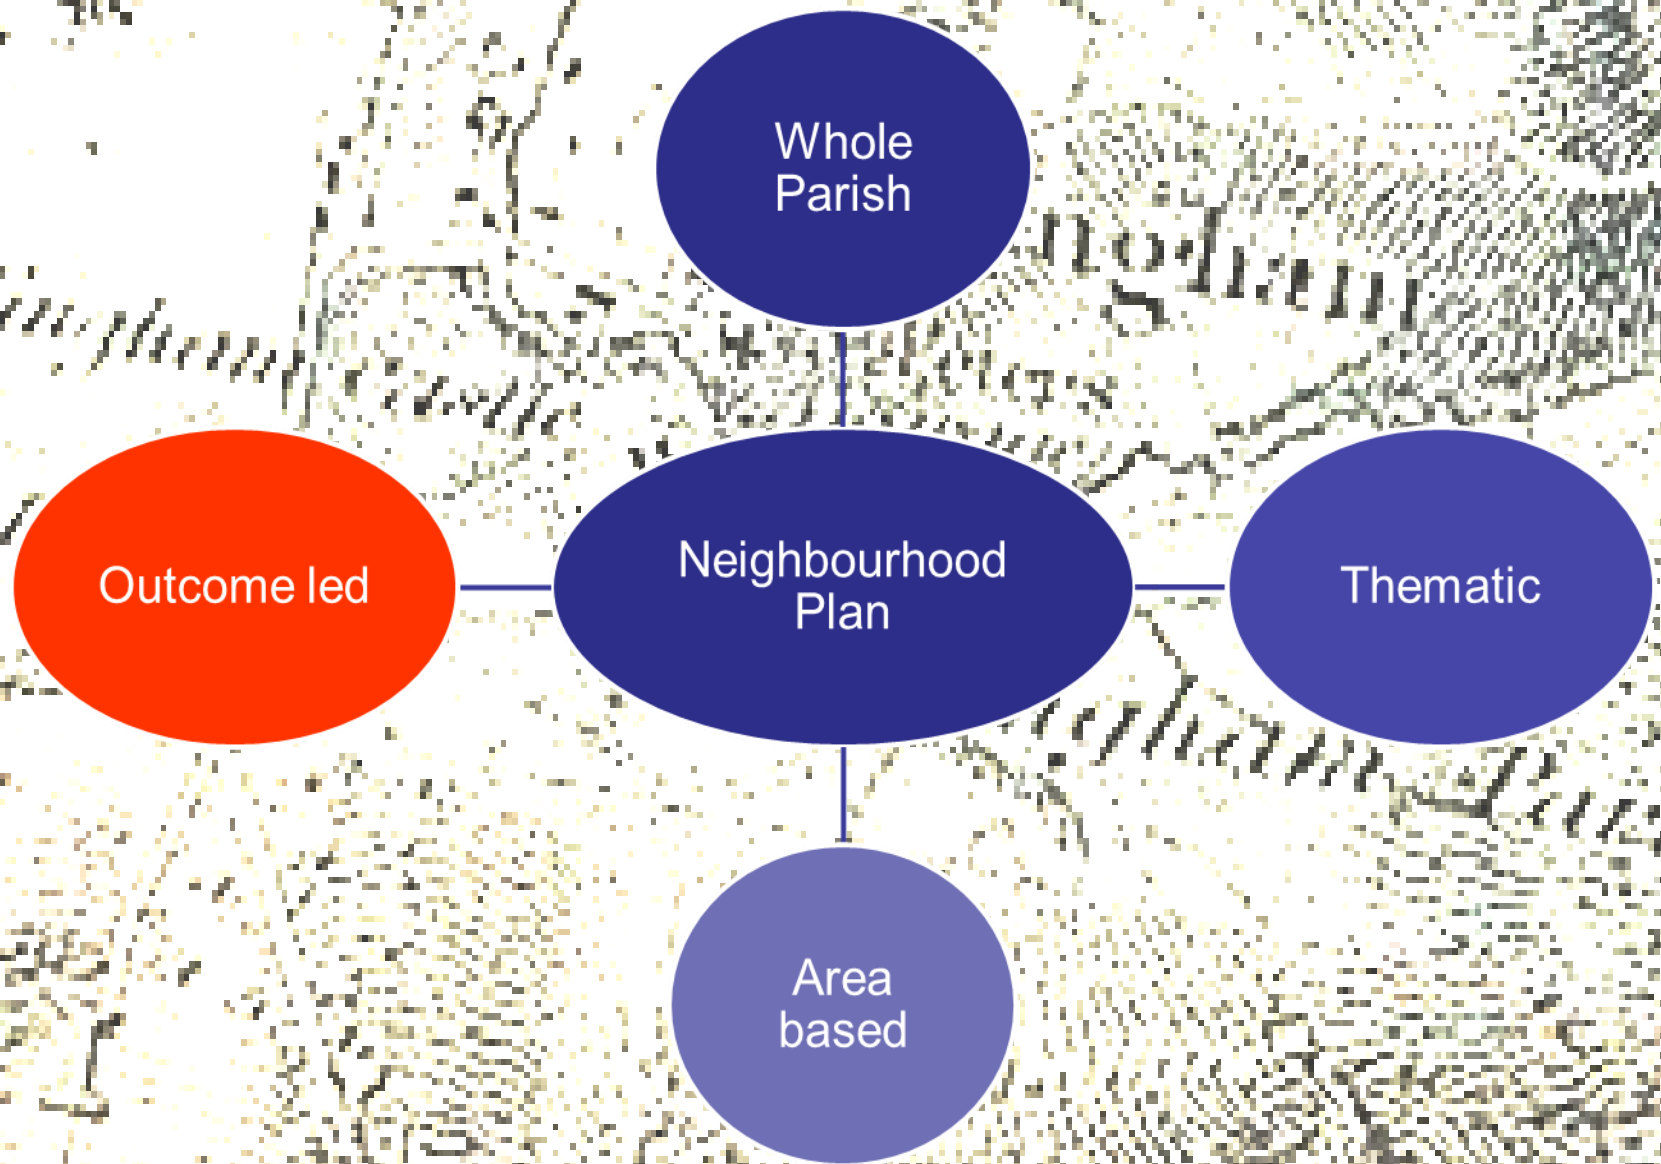 Whole
Parish
Outcome led
Neighbourhood
Plan
Thematic
Area
based